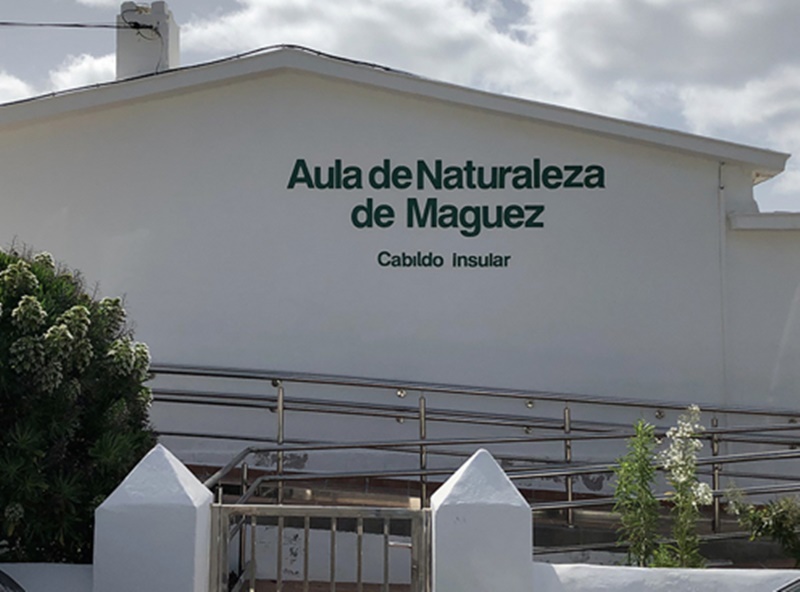 Aula de Naturaleza
de Maguez
Cabildo Insular